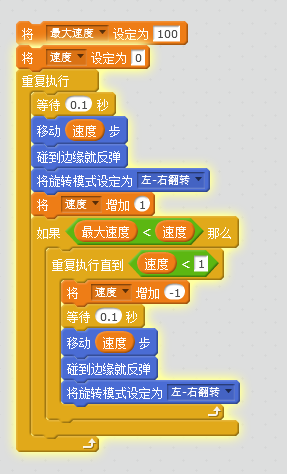 将 最大速度 设定为 100
将 速度 设定为 0
重复执行
等待 0.1 秒
移动 速度 步
碰到边缘就反弹
将旋转模式设定为 左-右翻转
将 速度 增加 1
如果 最大速度 < 速度 那么
重复执行直到 速度 < 1
将 速度 增加 -1
等待 0.1 秒
移动 速度 步
碰到边缘就反弹
将旋转模式设定为 左-右翻转